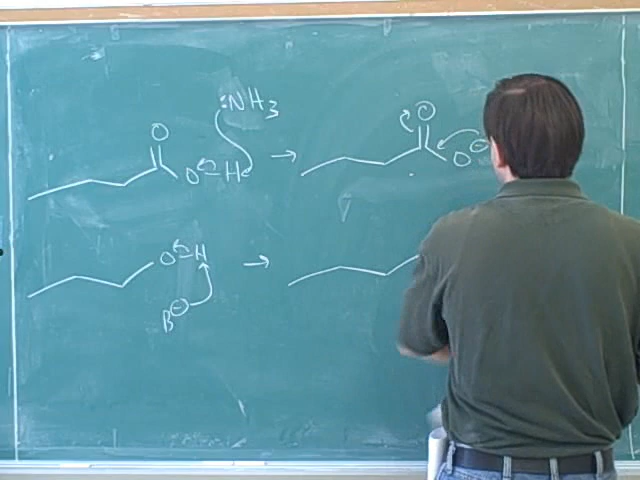 O :NH3 → O
O-H O⊖
O-H →
B⊖